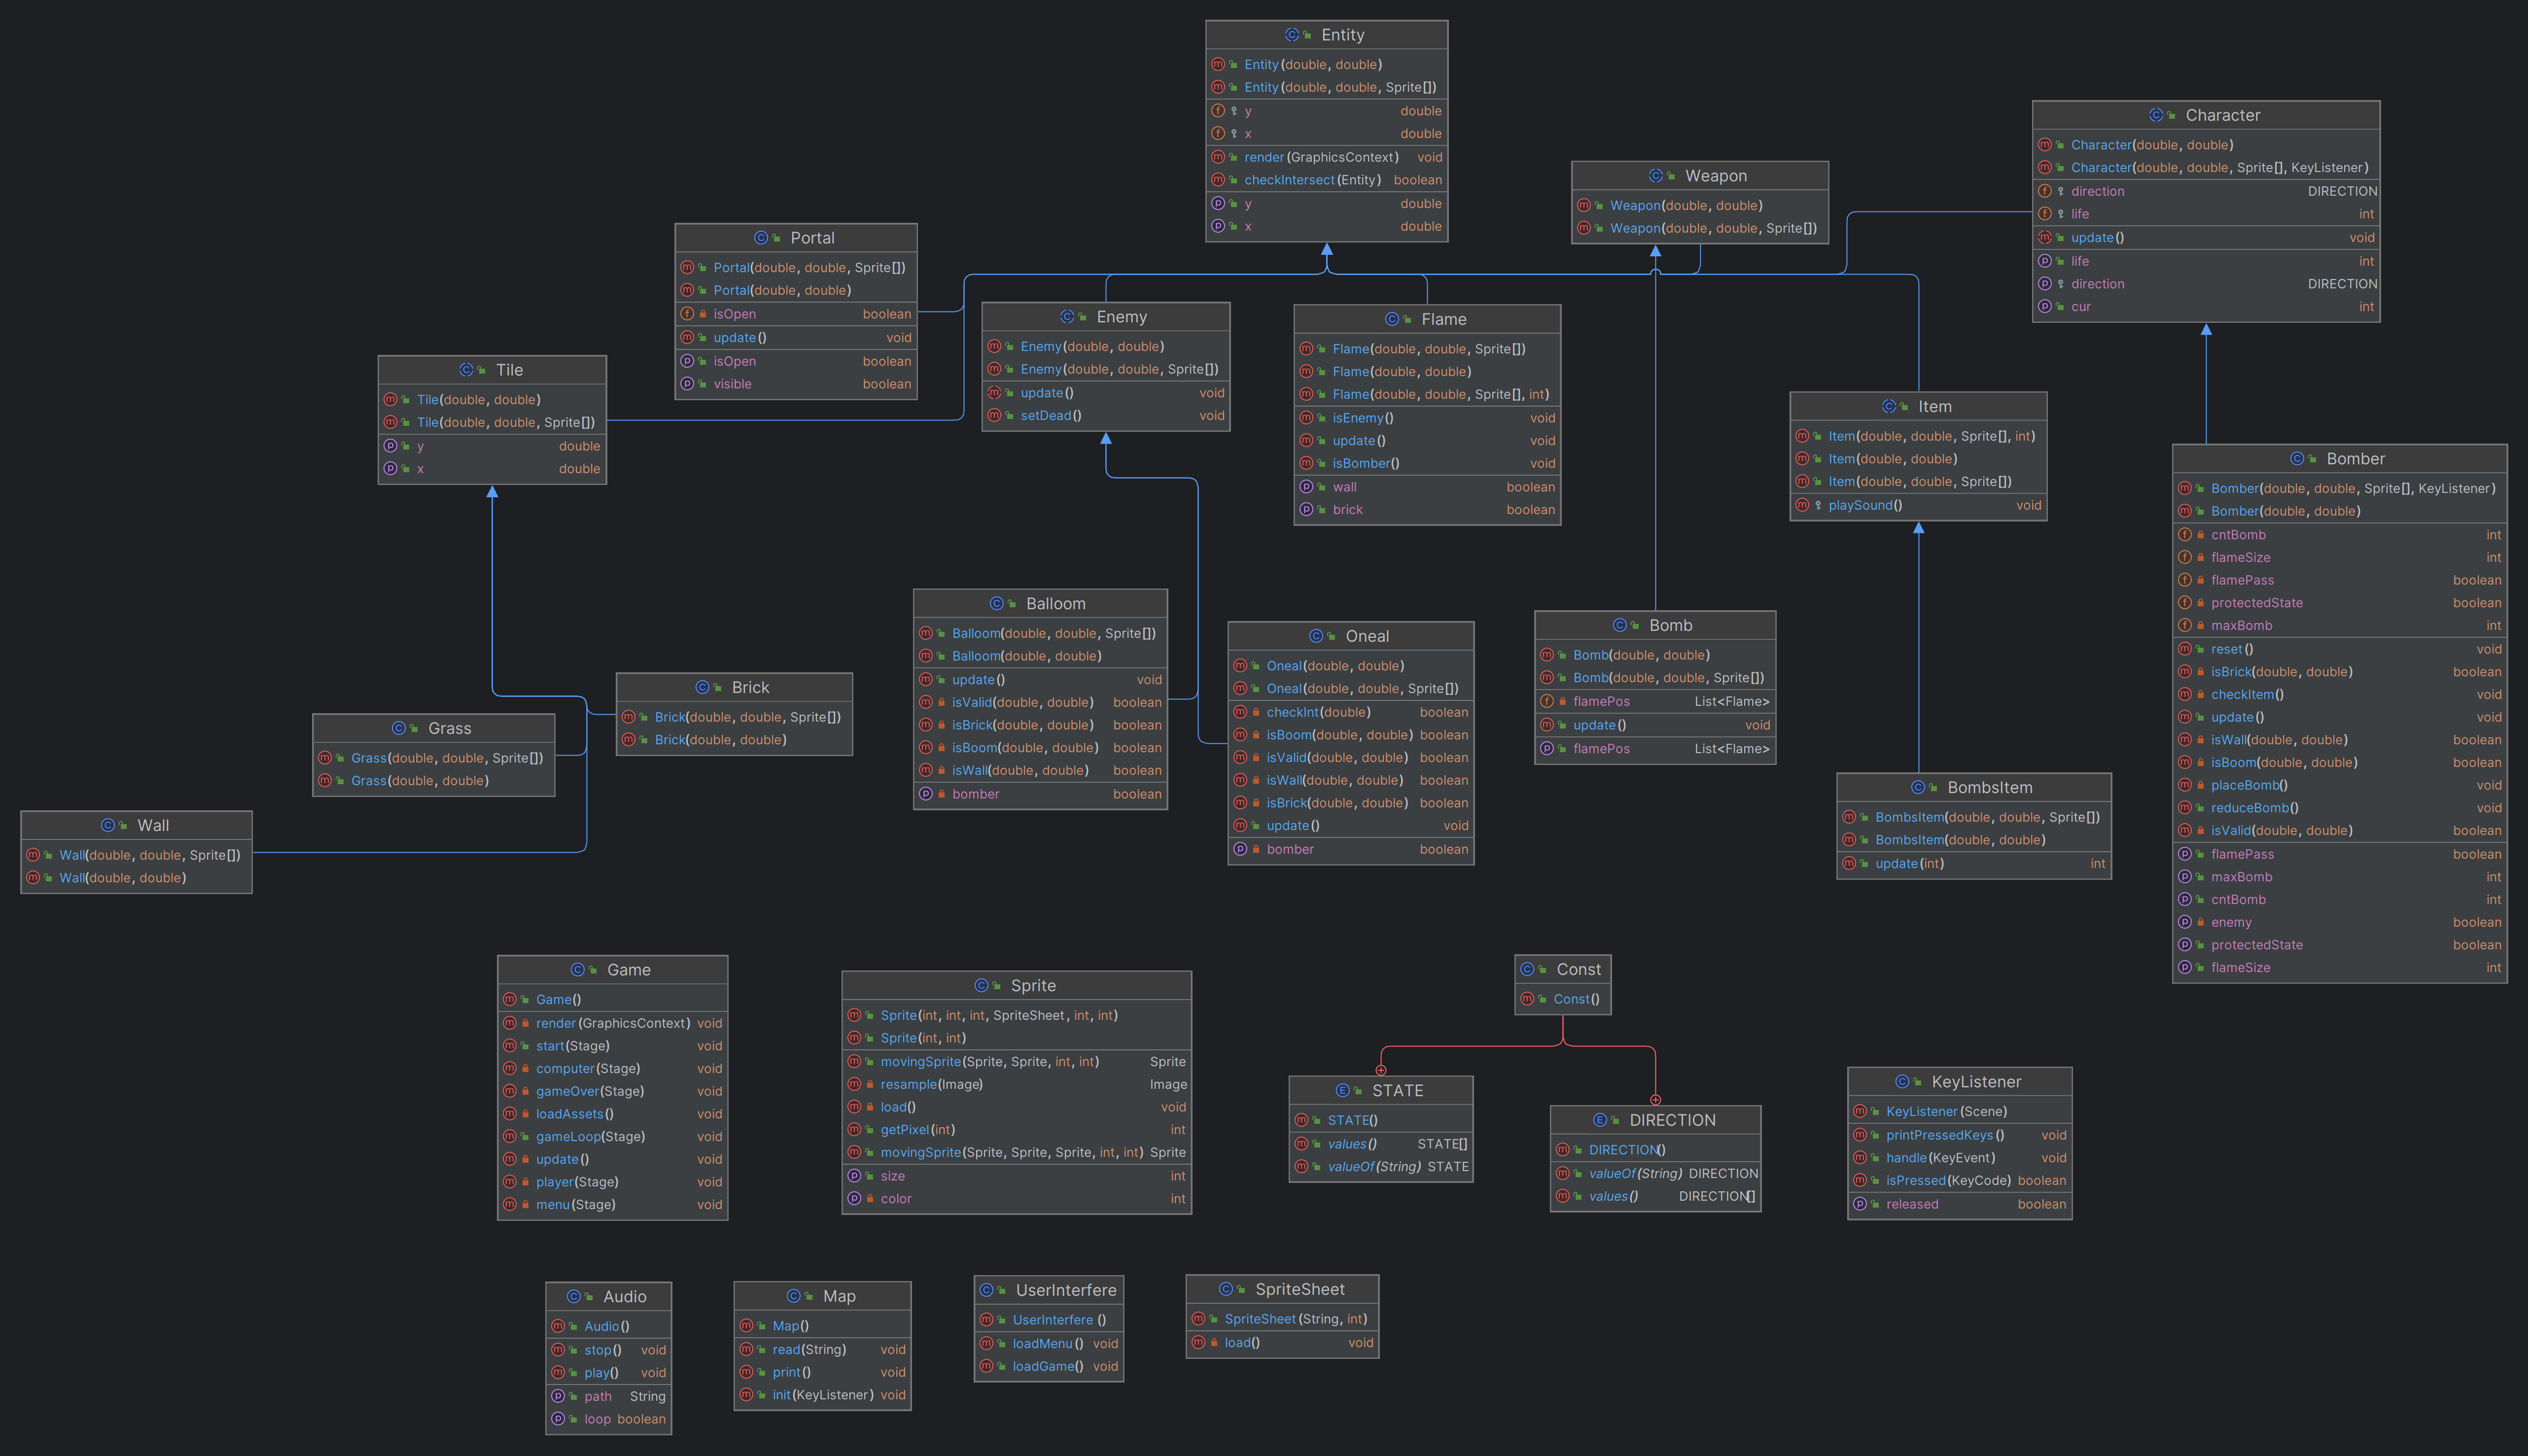 Entity
Entity(double, double)
Entity(double, double, Sprite[])
y double
x double
render(GraphicsContext) void
checkIntersect(Entity) boolean
y double
x double
Character
Character(double, double)
Character(double, double, Sprite[], KeyListener)
direction DIRECTION
life int
update() void
life int
direction DIRECTION
cur int
Weapon
Weapon(double, double)
Weapon(double, double, Sprite[])
Portal
Portal(double, double, Sprite[])
Portal(double, double)
isOpen boolean
update() void
isOpen boolean
visible boolean
Enemy
Enemy(double, double)
Enemy(double, double, Sprite[])
update() void
setDead() void
Flame
Flame(double, double, Sprite[])
Flame(double, double)
Flame(double, double, Sprite[], int)
isEnemy() void
update() void
isBomber() void
wall boolean
brick boolean
Tile
Tile(double, double)
Tile(double, double, Sprite[])
y double
x double
Item
Item(double, double, Sprite[], int)
Item(double, double)
Item(double, double, Sprite[])
playSound() void
Bomber
Bomber(double, double, Sprite[], KeyListener)
Bomber(double, double)
cntBomb int
flameSize int
flamePass boolean
protectedState boolean
maxBomb int
reset() void
isBrick(double, double) boolean
checkItem() void
update() void
isWall(double, double) boolean
isBoom(double, double) boolean
placeBomb() void
reduceBomb() void
isValid(double, double) boolean
flamePass boolean
maxBomb int
cntBomb int
enemy boolean
protectedState boolean
flameSize int
Balloom
Balloom(double, double, Sprite[])
Balloom(double, double)
update() void
isValid(double, double) boolean
isBrick(double, double) boolean
isBoom(double, double) boolean
isWall(double, double) boolean
bomber boolean
Oneal
Oneal(double, double)
Oneal(double, double, Sprite[])
checkInt(double) boolean
isBoom(double, double) boolean
isValid(double, double) boolean
isWall(double, double) boolean
isBrick(double, double) boolean
update() void
bomber boolean
Bomb
Bomb(double, double)
Bomb(double, double, Sprite[])
flamePos List<Flame>
update() void
flamePos List<Flame>
Brick
Brick(double, double, Sprite[])
Brick(double, double)
Grass
Grass(double, double, Sprite[])
Grass(double, double)
Wall
Wall(double, double, Sprite[])
Wall(double, double)
BombsItem
BombsItem(double, double, Sprite[])
BombsItem(double, double)
update(int) int
Game
Game()
render(GraphicsContext) void
start(Stage) void
computer(Stage) void
gameOver(Stage) void
loadAssets() void
gameLoop(Stage) void
update() void
player(Stage) void
menu(Stage) void
Sprite
Sprite(int, int, int, SpriteSheet, int, int)
Sprite(int, int)
movingSprite(Sprite, Sprite, int, int) Sprite
resample(Image) Image
load() void
getPixel(int) int
movingSprite(Sprite, Sprite, Sprite, int, int) Sprite
size int
color int
Const
Const()
STATE
STATE()
values() STATE[]
valueOf(String) STATE
DIRECTION
DIRECTION()
valueOf(String) DIRECTION
values() DIRECTION[]
KeyListener
KeyListener(Scene)
printPressedKeys() void
handle(KeyEvent) void
isPressed(KeyCode) boolean
released boolean
Audio
Audio()
stop() void
play() void
path String
loop boolean
Map
Map()
read(String) void
print() void
init(KeyListener) void
UserInterfere
UserInterfere()
loadMenu() void
loadGame() void
SpriteSheet
SpriteSheet(String, int)
load() void